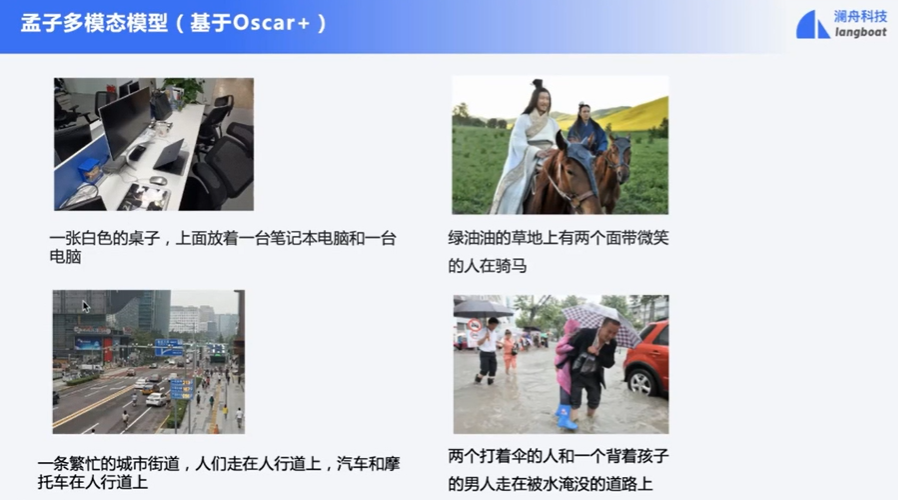 孟子多模态模型（基于Oscar+）
澜舟科技
langboat
一张白色的桌子，上面放着一台笔记本电脑和一台
电脑
绿油油的草地上有两个面带微笑
的人在骑马
一条繁忙的城市街道，人们走在人行道上，汽车和摩
托车在人行道上
两个打着伞的人和一个背着孩子
的男人走在被水淹没的道路上